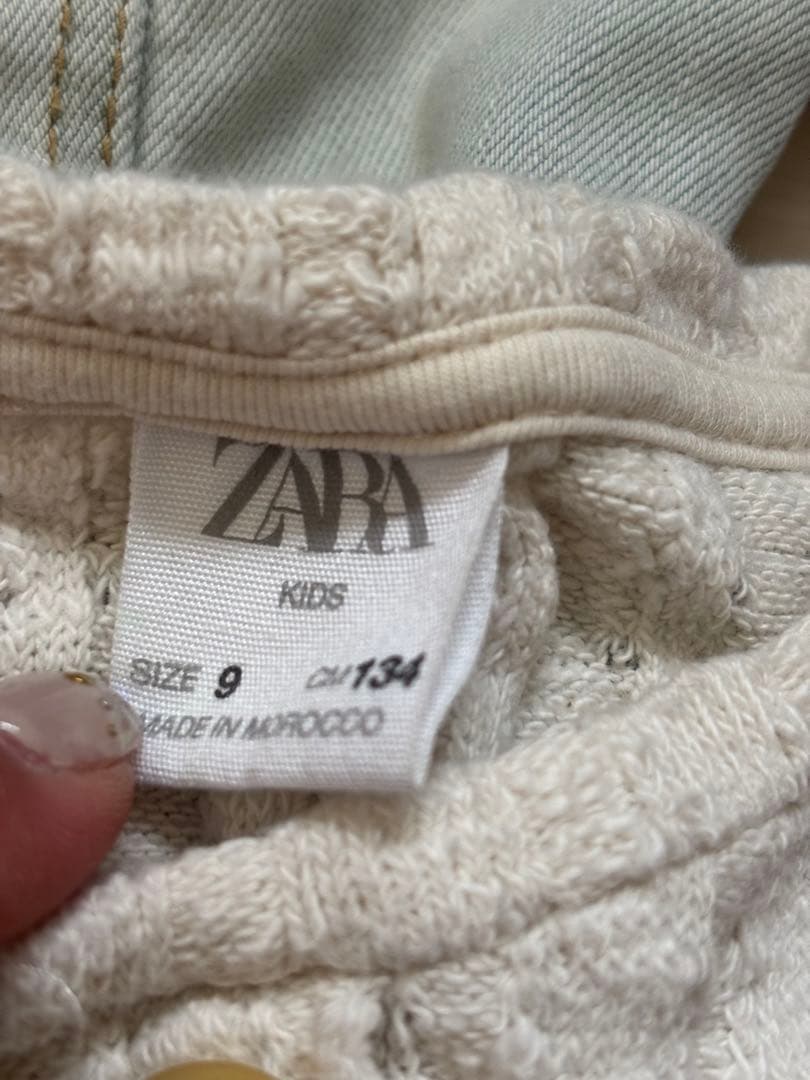 ZARA
KIDS
SIZE 9 CM 134
MADE IN MOROCCO